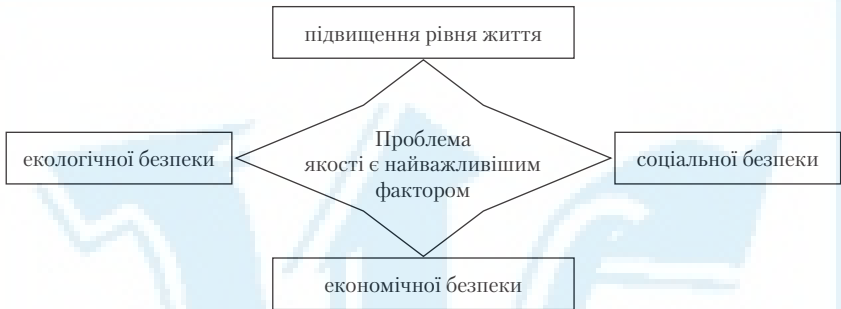 підвищення рівня життя
екологічної безпеки
Проблема
якості є найважливішим
фактором
соціальної безпеки
економічної безпеки